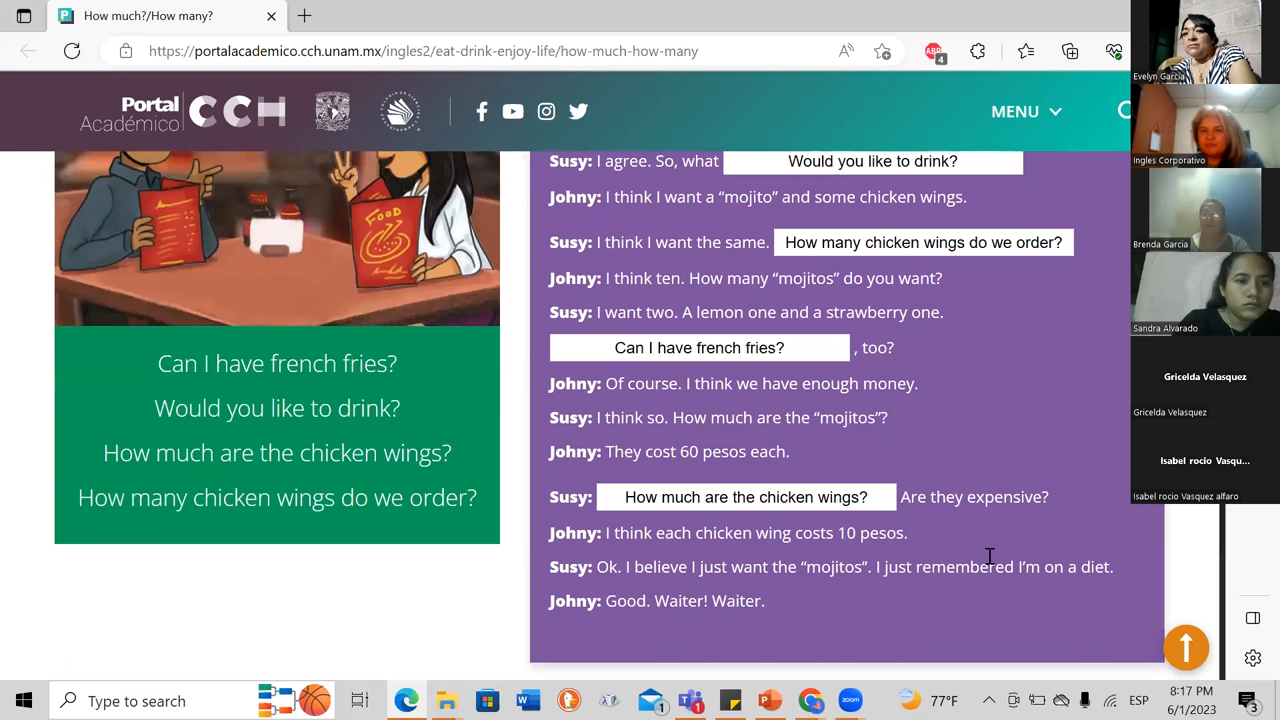 How much?/How many?
https://portalacademico.cch.unam.mx/ingles2/eat-drink-enjoy-life/how-much-how-many
ABP
4
Portal
Académico
CCH
MENU
FOOD
Can I have french fries?
Would you like to drink?
How much are the chicken wings?
How many chicken wings do we order?
Susy: I agree. So, what Would you like to drink?
Johny: I think I want a “mojito” and some chicken wings.
Susy: I think I want the same. How many chicken wings do we order?
Johny: I think ten. How many “mojitos” do you want?
Susy: I want two. A lemon one and a strawberry one.
Can I have french fries? , too?
Johny: Of course. I think we have enough money.
Susy: I think so. How much are the “mojitos”?
Johny: They cost 60 pesos each.
Susy: How much are the chicken wings? Are they expensive?
Johny: I think each chicken wing costs 10 pesos.
Susy: Ok. I believe I just want the “mojitos”. I just remembered I’m on a diet.
Johny: Good. Waiter! Waiter.
Evelyn Garcia
Ingles Corporativo
Brenda Garcia
Sandra Alvarado
Gricelda Velasquez
Gricelda Velasquez
Isabel rocio Vasqu...
Isabel rocio Vasquez alfaro
Type to search
1
1
zoom
77°F
ESP
8:17 PM
6/1/2023
3